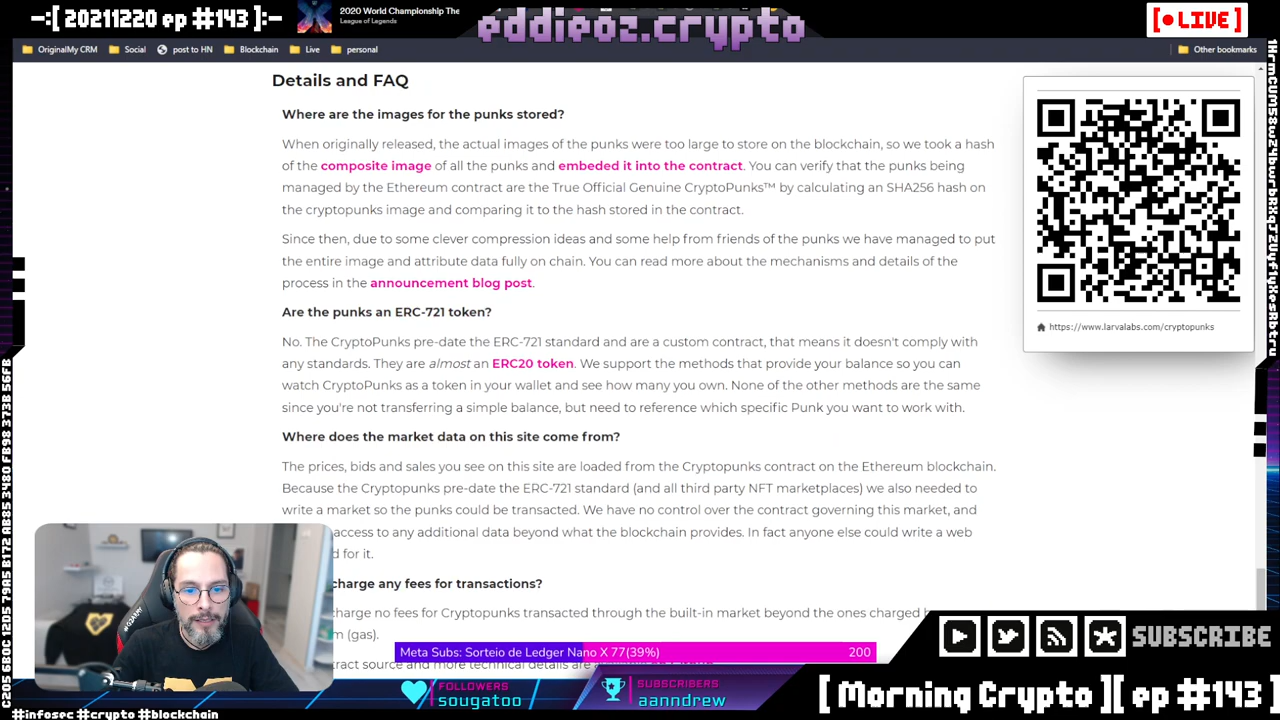 -:[ 20211220 ep #143 ]:-
2020 World Championship The
League of Legends
eddieoz.crypto
[● LIVE]
OriginalMy CRM
Social
post to HN
Blockchain
Live
personal
Other bookmarks
Details and FAQ
Where are the images for the punks stored?
When originally released, the actual images of the punks were too large to store on the blockchain, so we took a hash
of the composite image of all the punks and embeded it into the contract. You can verify that the punks being
managed by the Ethereum contract are the True Official Genuine CryptoPunks™ by calculating an SHA256 hash on
the cryptopunks image and comparing it to the hash stored in the contract.
Since then, due to some clever compression ideas and some help from friends of the punks we have managed to put
the entire image and attribute data fully on chain. You can read more about the mechanisms and details of the
process in the announcement blog post.
Are the punks an ERC-721 token?
No. The CryptoPunks pre-date the ERC-721 standard and are a custom contract, that means it doesn't comply with
any standards. They are almost an ERC20 token. We support the methods that provide your balance so you can
watch CryptoPunks as a token in your wallet and see how many you own. None of the other methods are the same
since you're not transferring a simple balance, but need to reference which specific Punk you want to work with.
Where does the market data on this site come from?
The prices, bids and sales you see on this site are loaded from the Cryptopunks contract on the Ethereum blockchain.
Because the Cryptopunks pre-date the ERC-721 standard (and all third party NFT marketplaces) we also needed to
write a market so the punks could be transacted. We have no control over the contract governing this market, and
access to any additional data beyond what the blockchain provides. In fact anyone else could write a web
for it.
charge any fees for transactions?
charge no fees for Cryptopunks transacted through the built-in market beyond the ones charged
(gas).
source and more technical details are
https://www.larvalabs.com/cryptopunks
Meta Subs: Sorteio de Ledger Nano X 77(39%)
200
FOLLOWERS
sougatoo
SUBSCRIBERS
aanndrew
SUBSCRIBE
[ Morning Crypto ][ ep #143 ]
#infosec #crypto #blockchain